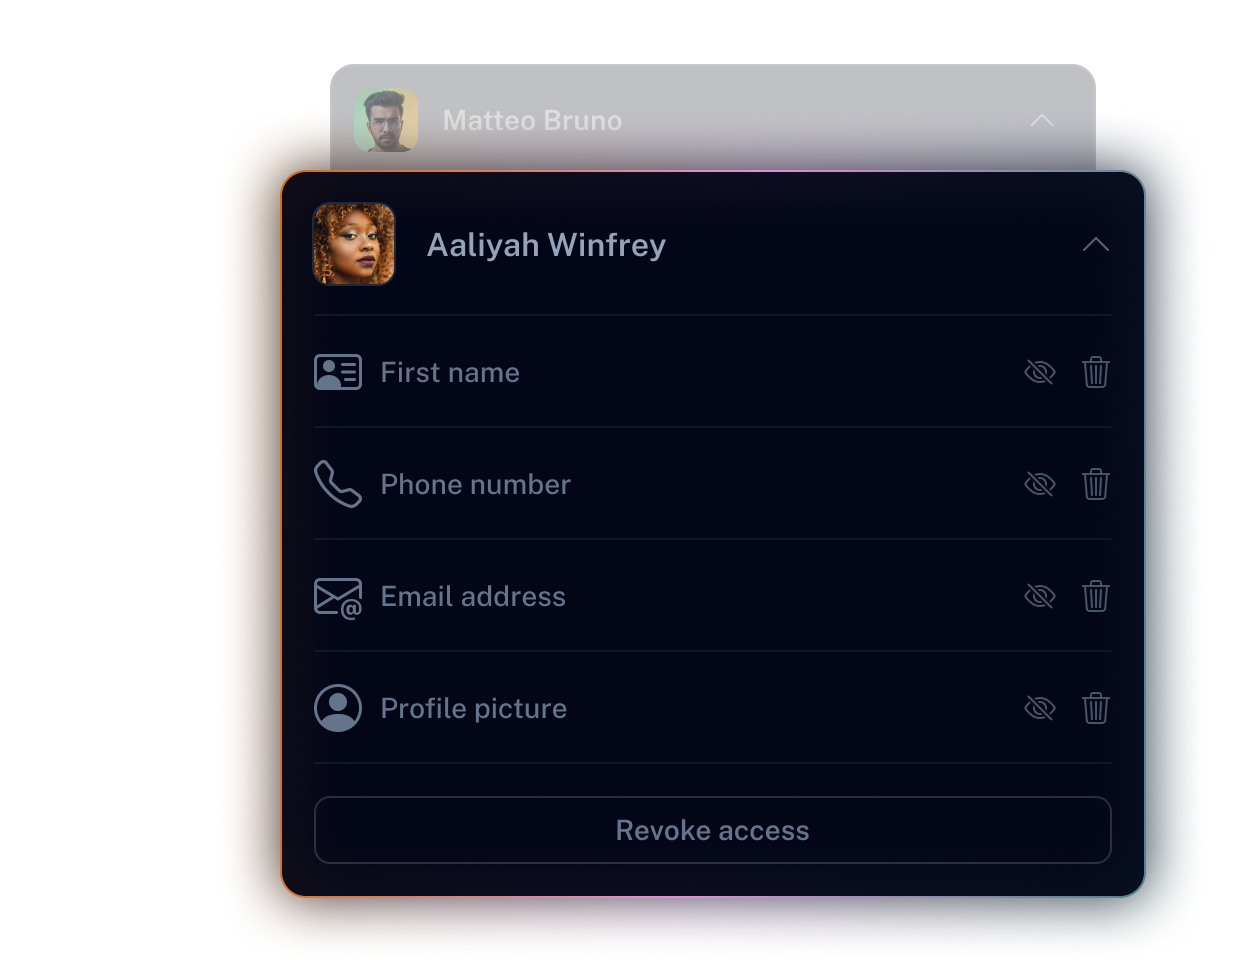 Matteo Bruno
Aaliyah Winfrey
First name
Phone number
Email address
Profile picture
Revoke access